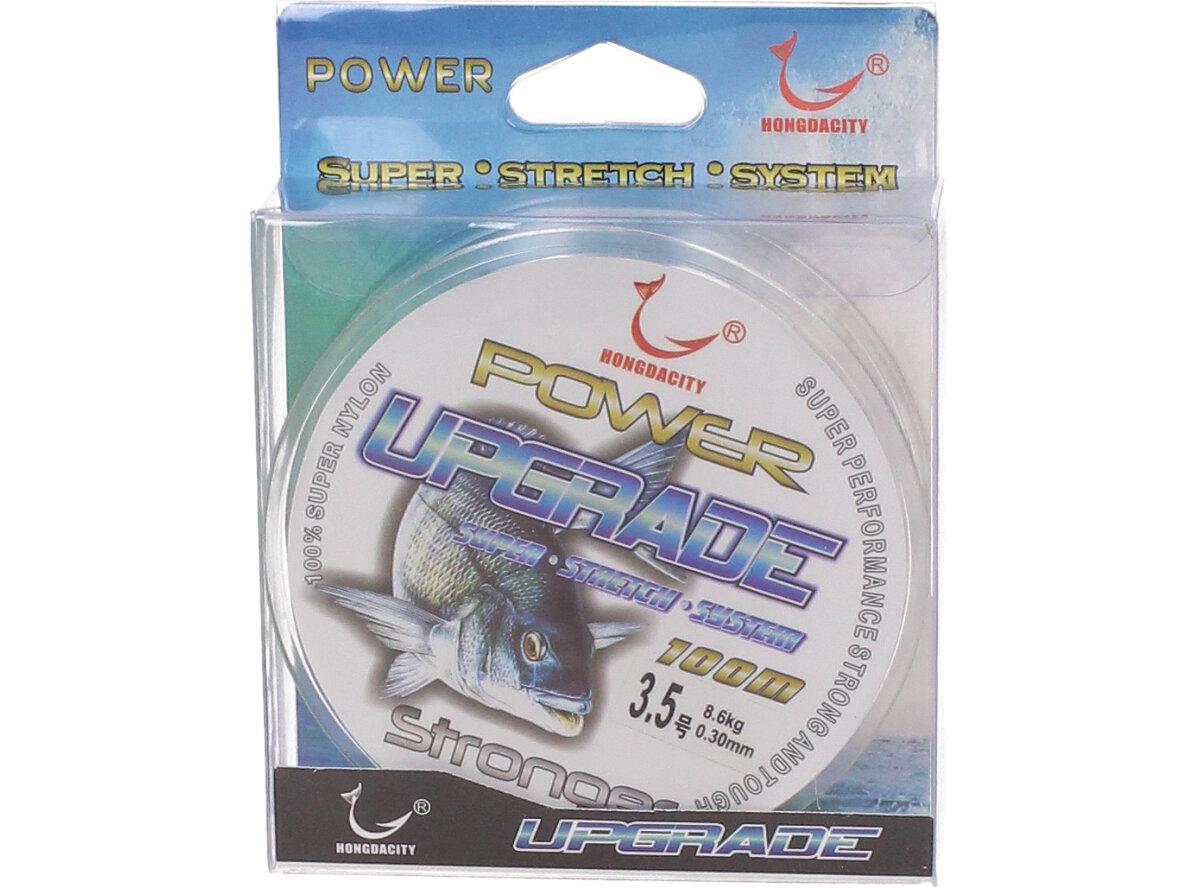 POWER
®
HONGDACITY
SUPER • STRETCH • SYSTEM
®
HONGDACITY
POWER
UPGRADE
SUPER • STRETCH • SYSTEM
100m
3.5号
8.6kg
0.30mm
100% SUPER NYLON
SUPER PERFORMANCE STRONG AND TOUGH
Stronger
®
HONGDACITY
UPGRADE